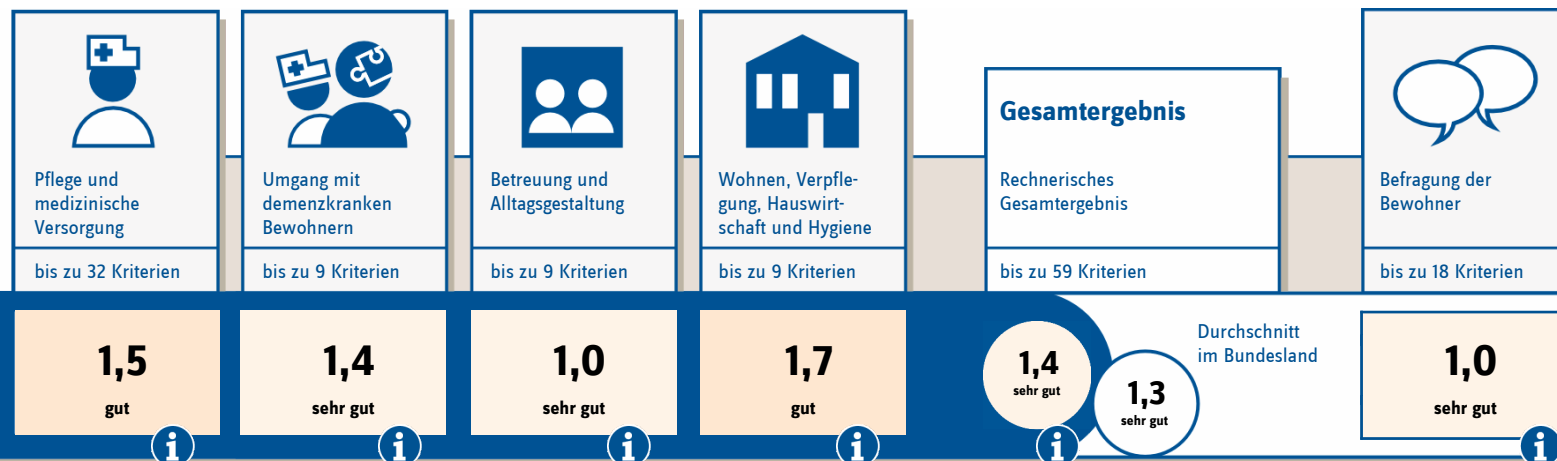 Pflege und
medizinische
Versorgung
bis zu 32 Kriterien
1,5
gut
i
Umgang mit
demenzkranken
Bewohnern
bis zu 9 Kriterien
1,4
sehr gut
i
Betreuung und
Alltagsgestaltung
bis zu 9 Kriterien
1,0
sehr gut
i
Wohnen, Verpfle-
gung, Hauswirt-
schaft und Hygiene
bis zu 9 Kriterien
1,7
gut
i
Gesamtergebnis
Rechnerisches
Gesamtergebnis
bis zu 59 Kriterien
1,4
sehr gut
i
1,3
sehr gut
Durchschnitt
im Bundesland
Befragung der
Bewohner
bis zu 18 Kriterien
1,0
sehr gut
i